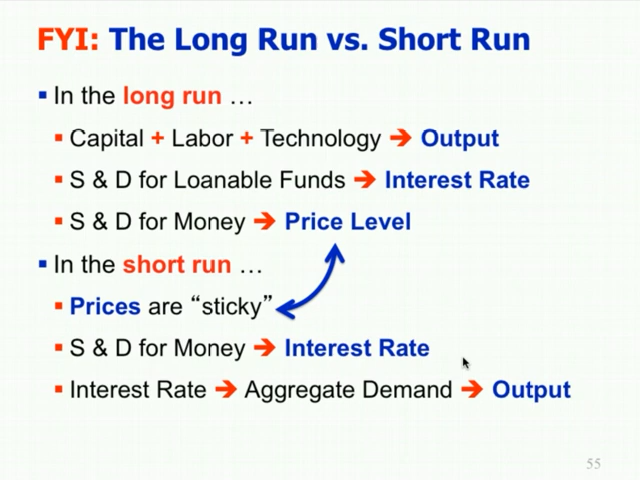 FYI: The Long Run vs. Short Run
▪ In the long run …
▪ Capital + Labor + Technology ➔ Output
▪ S & D for Loanable Funds ➔ Interest Rate
▪ S & D for Money ➔ Price Level
▪ In the short run …
▪ Prices are “sticky”
▪ S & D for Money ➔ Interest Rate
▪ Interest Rate ➔ Aggregate Demand ➔ Output
55